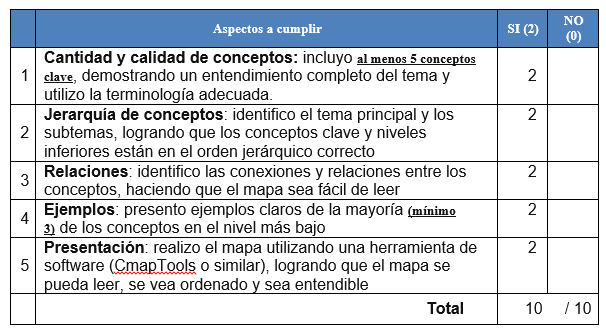 Aspectos a cumplir SI (2) NO (0)
1 Cantidad y calidad de conceptos: incluyo al menos 5 conceptos
clave, demostrando un entendimiento completo del tema y
utilizo la terminología adecuada. 2
2 Jerarquía de conceptos: identifico el tema principal y los
subtemas, logrando que los conceptos clave y niveles
inferiores están en el orden jerárquico correcto 2
3 Relaciones: identifico las conexiones y relaciones entre los
conceptos, haciendo que el mapa sea fácil de leer 2
4 Ejemplos: presento ejemplos claros de la mayoría (mínimo
3) de los conceptos en el nivel más bajo 2
5 Presentación: realizo el mapa utilizando una herramienta de
software (CmapTools o similar), logrando que el mapa se
pueda leer, se vea ordenado y sea entendible 2
Total 10 / 10